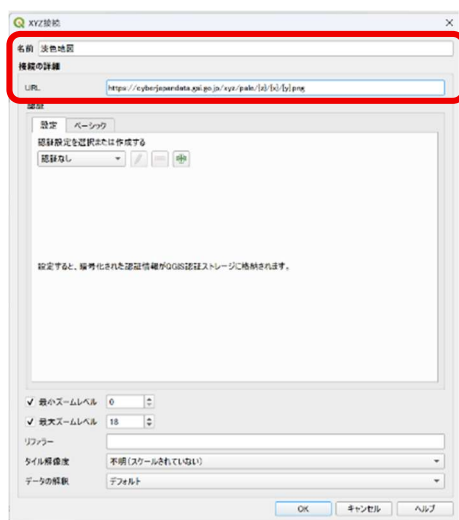 XYZ接続
名前 淡色地図
接続の詳細
URL https://cyberjapandata.gsi.go.jp/xyz/pale/{z}/{x}/{y}.png
認証
設定 ベーシック
認証設定を選択または作成する
認証なし
設定すると、暗号化された認証情報がQGIS認証ストレージに格納されます。
最小ズームレベル 0
最大ズームレベル 18
リファラー
タイル解像度 不明(スケールされていない)
データの解釈 デフォルト
OK キャンセル ヘルプ